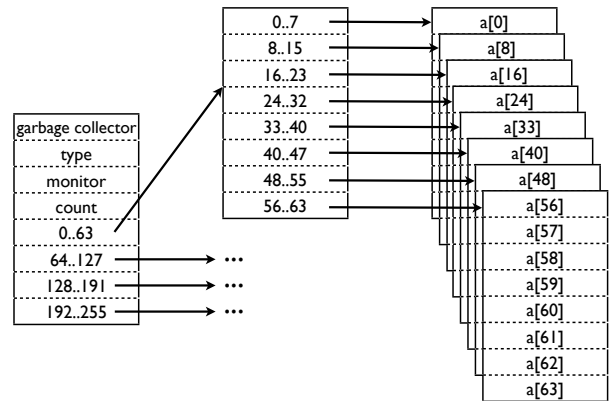 garbage collector
type
monitor
count
0..63
64..127
128..191
192..255
...
...
...
0..7
8..15
16..23
24..32
33..40
40..47
48..55
56..63
a[0]
a[8]
a[16]
a[24]
a[33]
a[40]
a[48]
a[56]
a[57]
a[58]
a[59]
a[60]
a[61]
a[62]
a[63]